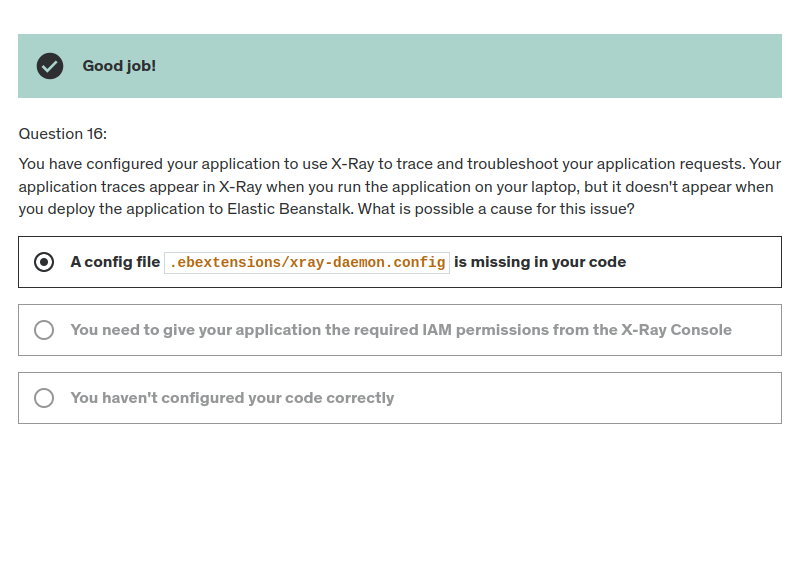 Good job!
Question 16:
You have configured your application to use X-Ray to trace and troubleshoot your application requests. Your
application traces appear in X-Ray when you run the application on your laptop, but it doesn't appear when
you deploy the application to Elastic Beanstalk. What is possible a cause for this issue?
A config file .ebextensions/xray-daemon.config is missing in your code
You need to give your application the required IAM permissions from the X-Ray Console
You haven't configured your code correctly